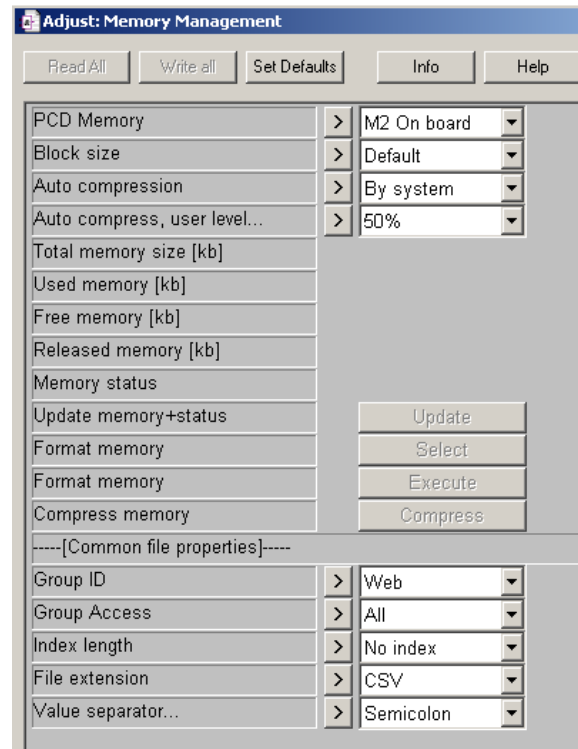 Adjust: Memory Management
Read All Write all Set Defaults Info Help
PCD Memory > M2 On board
Block size > Default
Auto compression > By system
Auto compress, user level... > 50%
Total memory size [kb]
Used memory [kb]
Free memory [kb]
Released memory [kb]
Memory status
Update memory+status Update
Format memory Select
Format memory Execute
Compress memory Compress
-----[Common file properties]-----
Group ID > Web
Group Access > All
Index length > No index
File extension > CSV
Value separator... > Semicolon